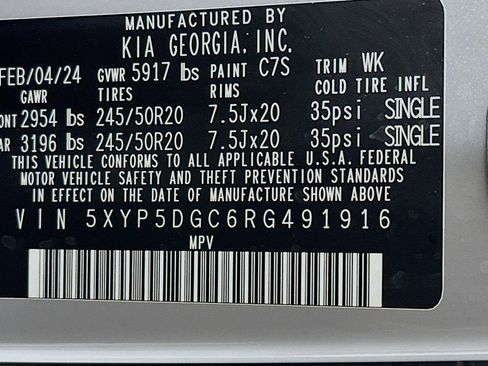 MANUFACTURED BY
KIA GEORGIA, INC.
FEB/04/24 GVWR 5917 lbs PAINT C7S TRIM WK
GAWR TIRES RIMS COLD TIRE INFL
2954 lbs 245/50R20 7.5Jx20 35psi SINGLE
3196 lbs 245/50R20 7.5Jx20 35psi SINGLE
THIS VEHICLE CONFORMS TO ALL APPLICABLE U.S.A. FEDERAL
MOTOR VEHICLE SAFETY AND THEFT PREVENTION STANDARDS
IN EFFECT ON THE DATE OF MANUFACTURE SHOWN ABOVE.
VIN 5XYP5DGC6RG491916
MPV